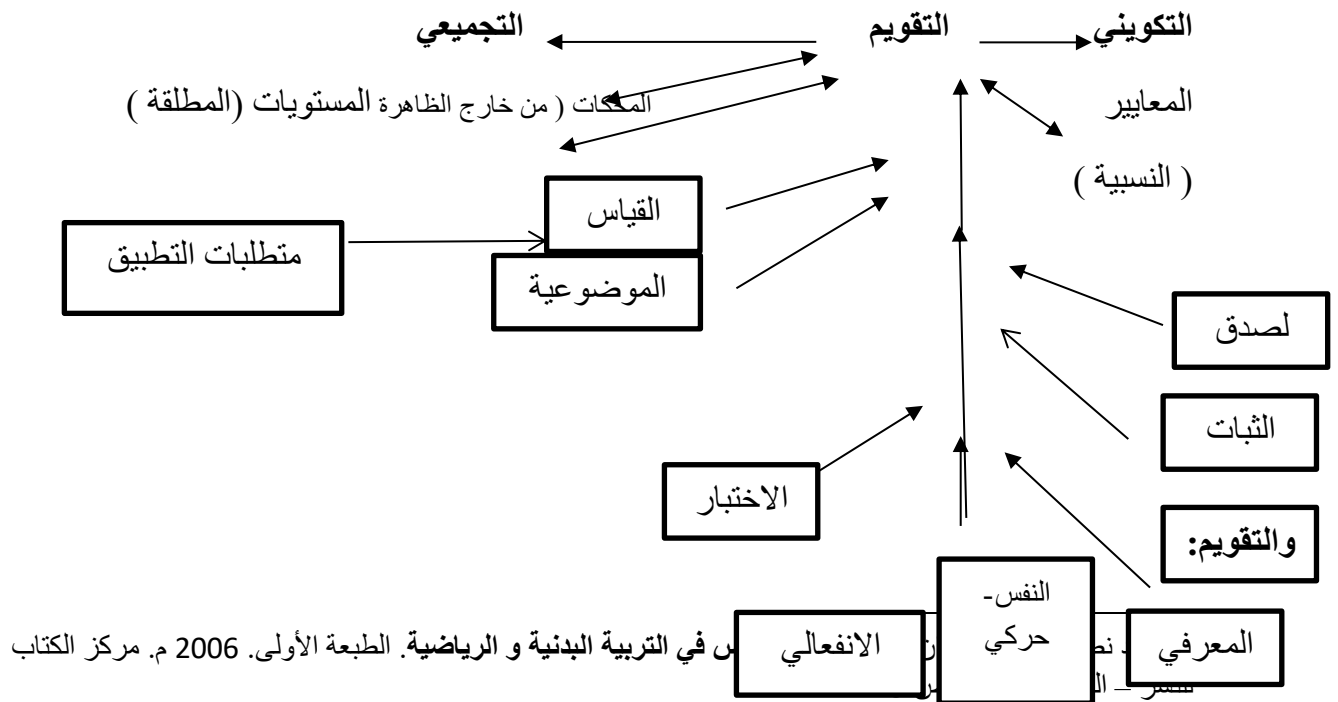 التكويني التقويم التجميعي
المعايير المحكات ( من خارج الظاهرة المستويات (المطلقة )
( النسبية )
القياس
متطلبات التطبيق
الموضوعية
لصدق
الثبات
الاختبار
والتقويم:
النفس-
حركي
المعرفي
الانفعالي
في التربية البدنية و الرياضية. الطبعة الأولى. 2006 م. مركز الكتاب